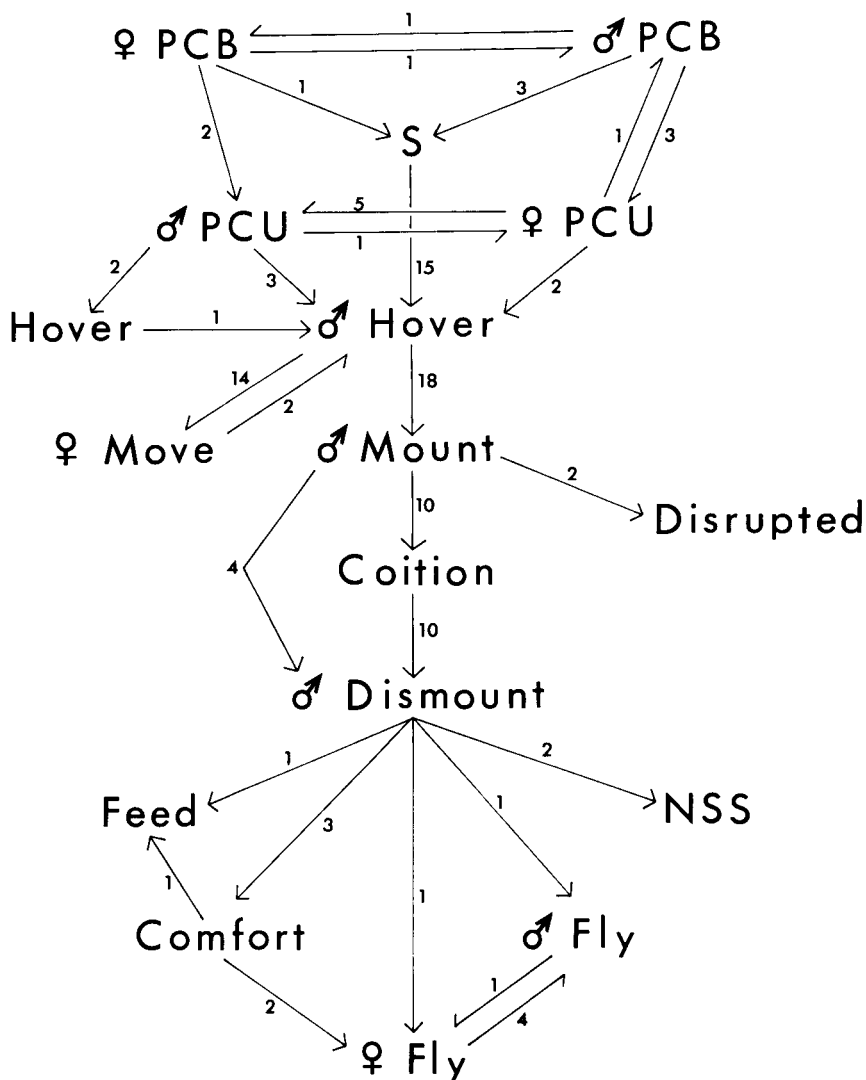 1
♀ PCB ♂ PCB
1
1 3
2 S 1 3
5
♂ PCU ♀ PCU
1
2 3 15 2
Hover 1 ♂ Hover
14 2 18
♀ Move ♂ Mount
2
10 Disrupted
4 Coition
10
♂ Dismount
1 3 1 1 2
Feed NSS
1
Comfort ♂ Fly
2 1 4
♀ Fly